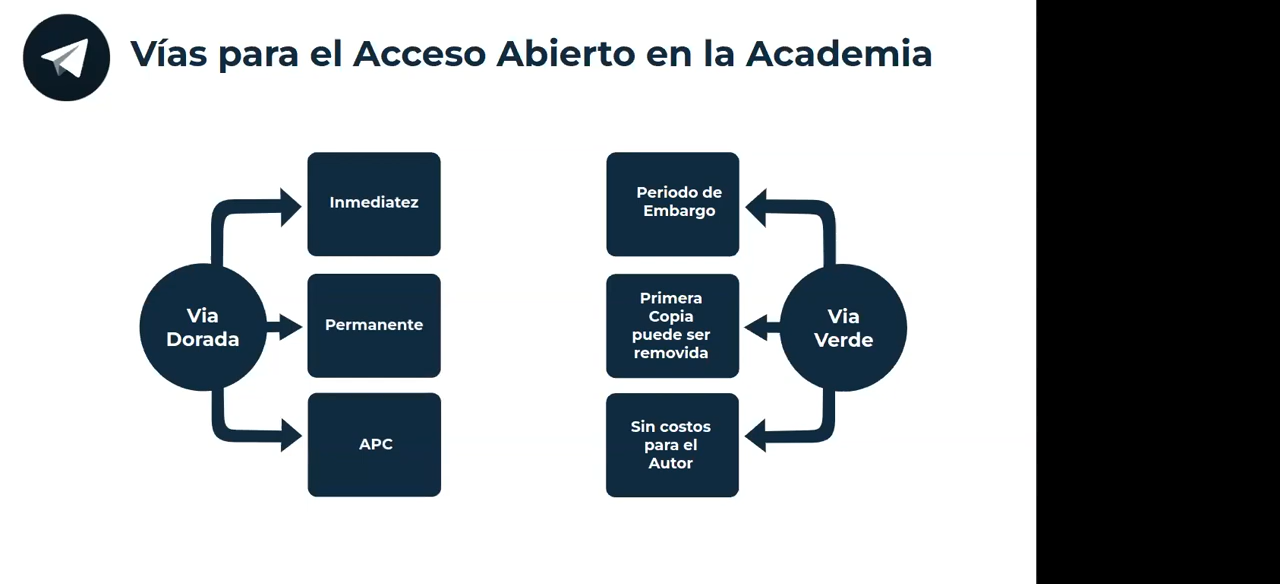 Vías para el Acceso Abierto en la Academia
Via
Dorada
Inmediatez
Permanente
APC
Periodo de
Embargo
Primera
Copia
puede ser
removida
Sin costos
para el
Autor
Via
Verde